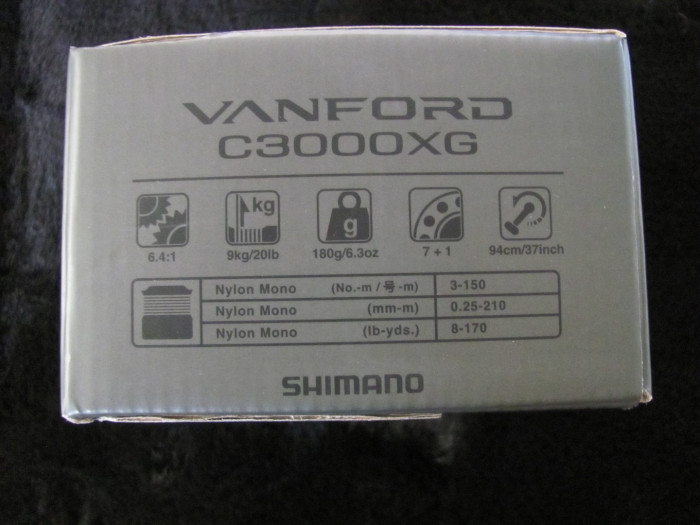 VANFORD
C3000XG
kg
g
6.4:1
9kg/20lb
180g/6.3oz
7 + 1
94cm/37inch
Nylon Mono (No.-m / 号-m) 3-150
Nylon Mono (mm-m) 0.25-210
Nylon Mono (lb-yds.) 8-170
SHIMANO